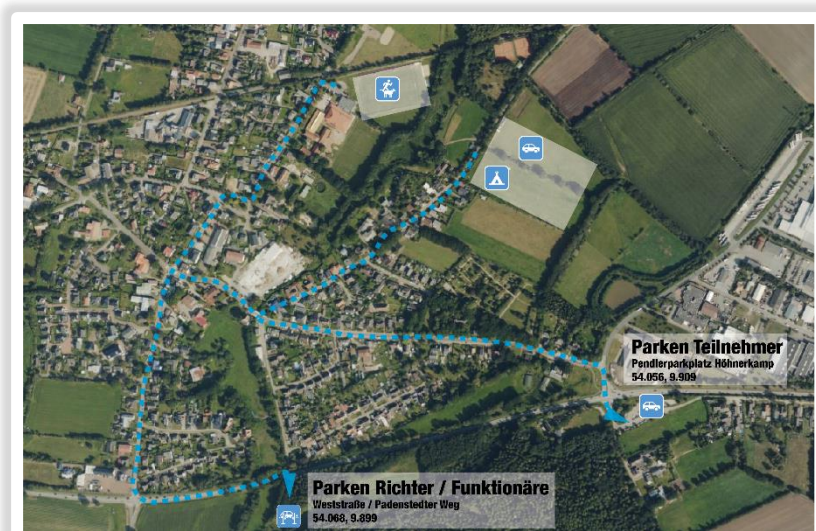 Parken Teilnehmer
Pendlerparkplatz Höhnerkamp
54.056, 9.909
Parken Richter / Funktionäre
Weststraße / Padenstedter Weg
54.068, 9.899